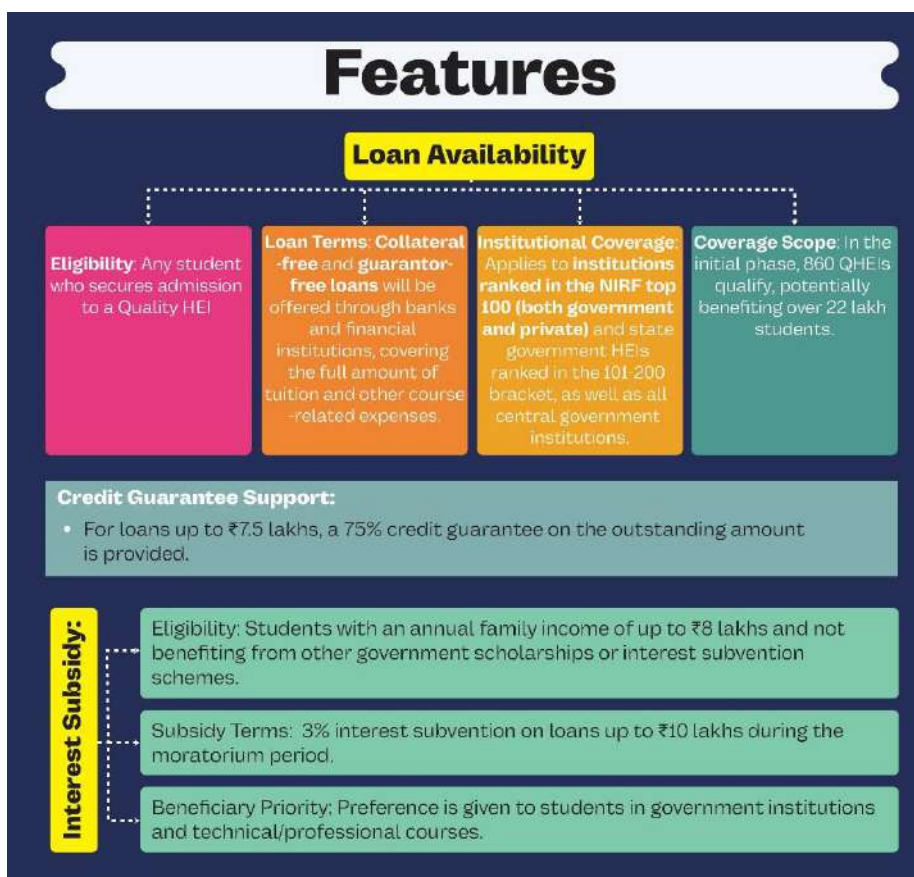 Features
Loan Availability
Eligibility: Any student
who secures admission
to a Quality HEI
Loan Terms: Collateral
-free and guarantor-
free loans will be
offered through banks
and financial
institutions, covering
the full amount of
tuition and other course
-related expenses.
Institutional Coverage:
Applies to institutions
ranked in the NIRF top
100 (both government
and private) and state
government HEIs
ranked in the 101-200
bracket, as well as all
central government
institutions.
Coverage Scope: In the
initial phase, 860 QHEIs
qualify, potentially
benefiting over 22 lakh
students.
Credit Guarantee Support:
• For loans up to ₹7.5 lakhs, a 75% credit guarantee on the outstanding amount
is provided.
Interest Subsidy:
Eligibility: Students with an annual family income of up to ₹8 lakhs and not
benefiting from other government scholarships or interest subvention
schemes.
Subsidy Terms: 3% interest subvention on loans up to ₹10 lakhs during the
moratorium period.
Beneficiary Priority: Preference is given to students in government institutions
and technical/professional courses.